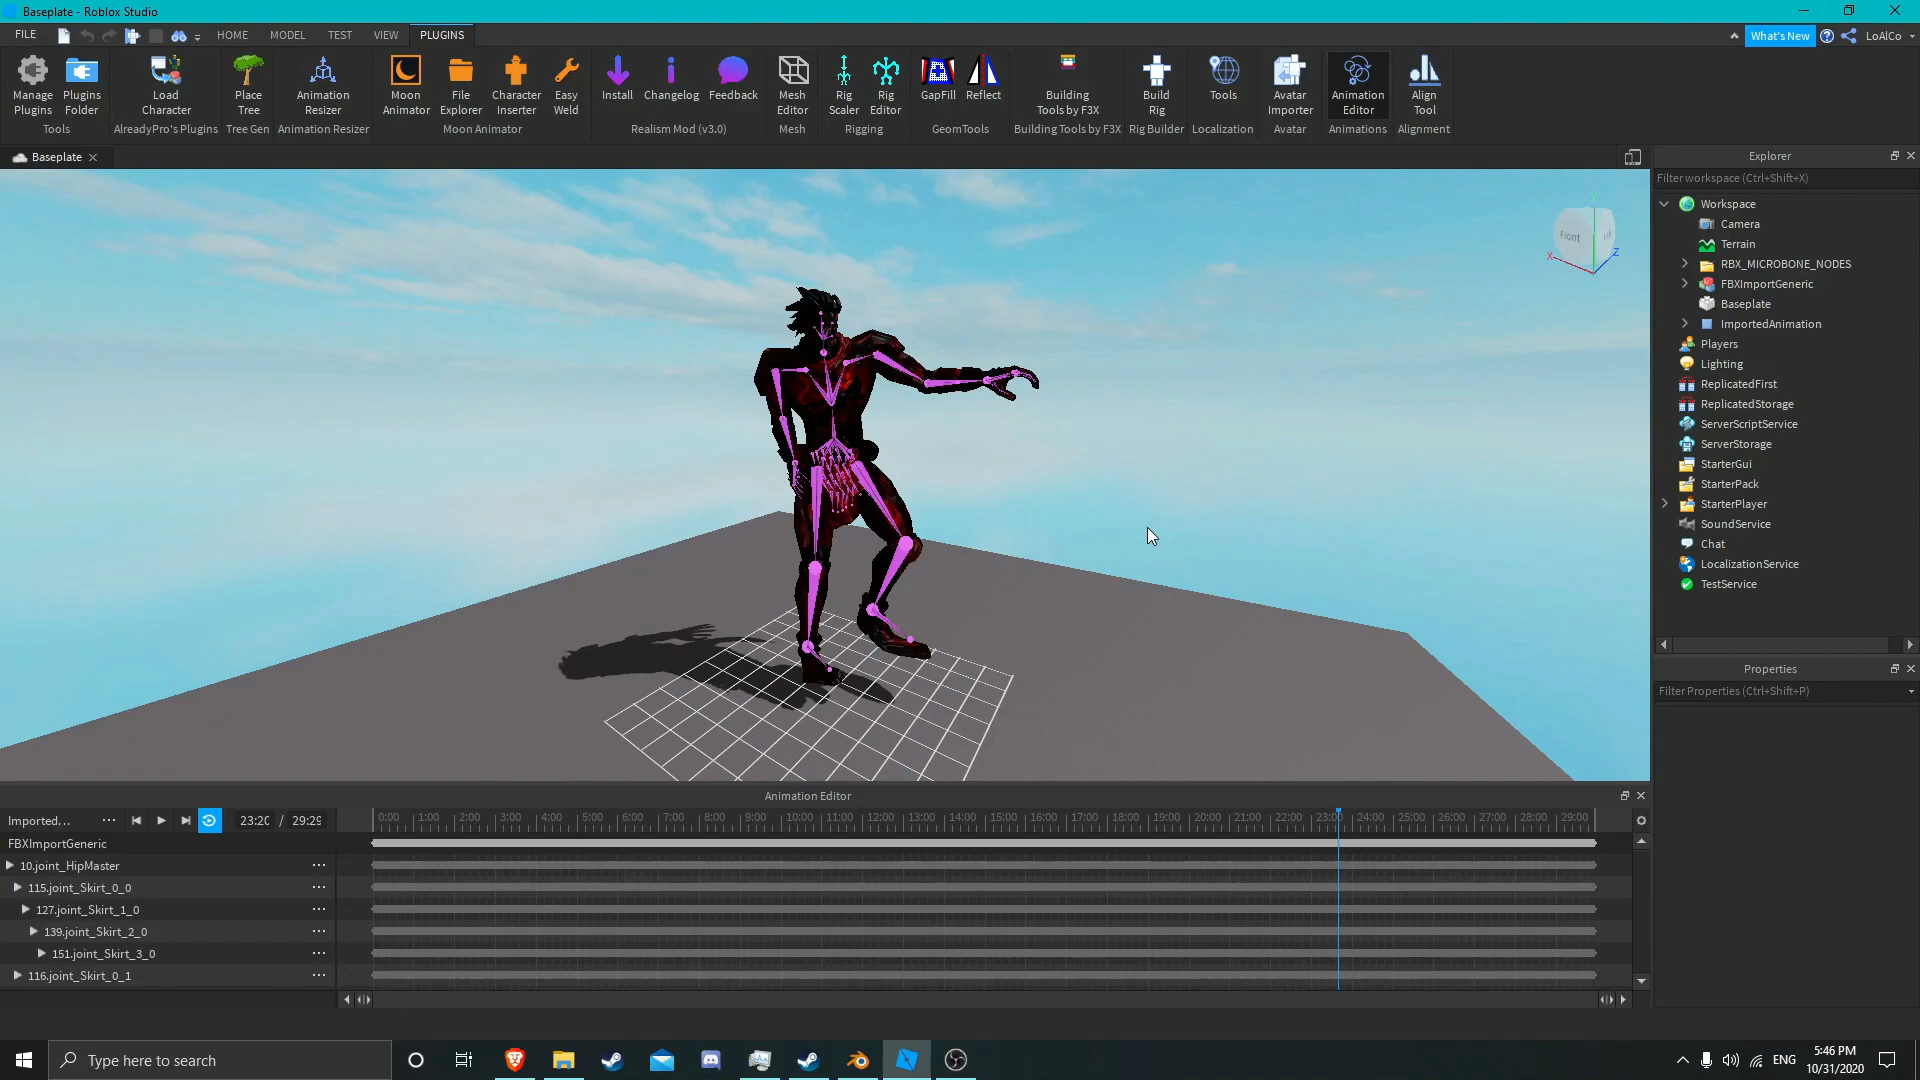 Baseplate - Roblox Studio
FILE HOME MODEL TEST VIEW PLUGINS What's New LoAlCo
Manage Plugins
Plugins Folder
Tools
Load Character
AlreadyPro's Plugins
Place Tree
Tree Gen
Animation Resizer
Animation Resizer
Moon Animator
File Explorer
Character Inserter
Easy Weld
Moon Animator
Install
Changelog
Feedback
Realism Mod (v3.0)
Mesh Editor
Mesh
Rig Scaler
Rig Editor
Rigging
GapFill
Reflect
GeomTools
Building Tools by F3X
Building Tools by F3X
Build Rig
Rig Builder
Tools
Localization
Avatar Importer
Avatar
Animation Editor
Animations
Align Tool
Alignment
Baseplate
Front
X
Z
Explorer
Filter workspace (Ctrl+Shift+X)
Workspace
Camera
Terrain
RBX_MICROBONE_NODES
FBXImportGeneric
Baseplate
ImportedAnimation
Players
Lighting
ReplicatedFirst
ReplicatedStorage
ServerScriptService
ServerStorage
StarterGui
StarterPack
StarterPlayer
SoundService
Chat
LocalizationService
TestService
Properties
Filter Properties (Ctrl+Shift+P)
Animation Editor
Imported... 23:20 / 29:29
0:00 1:00 2:00 3:00 4:00 5:00 6:00 7:00 8:00 9:00 10:00 11:00 12:00 13:00 14:00 15:00 16:00 17:00 18:00 19:00 20:00 21:00 22:00 23:00 24:00 25:00 26:00 27:00 28:00 29:00
FBXImportGeneric
10.joint_HipMaster
115.joint_Skirt_0_0
127.joint_Skirt_1_0
139.joint_Skirt_2_0
151.joint_Skirt_3_0
116.joint_Skirt_0_1
Type here to search
ENG
5:46 PM
10/31/2020